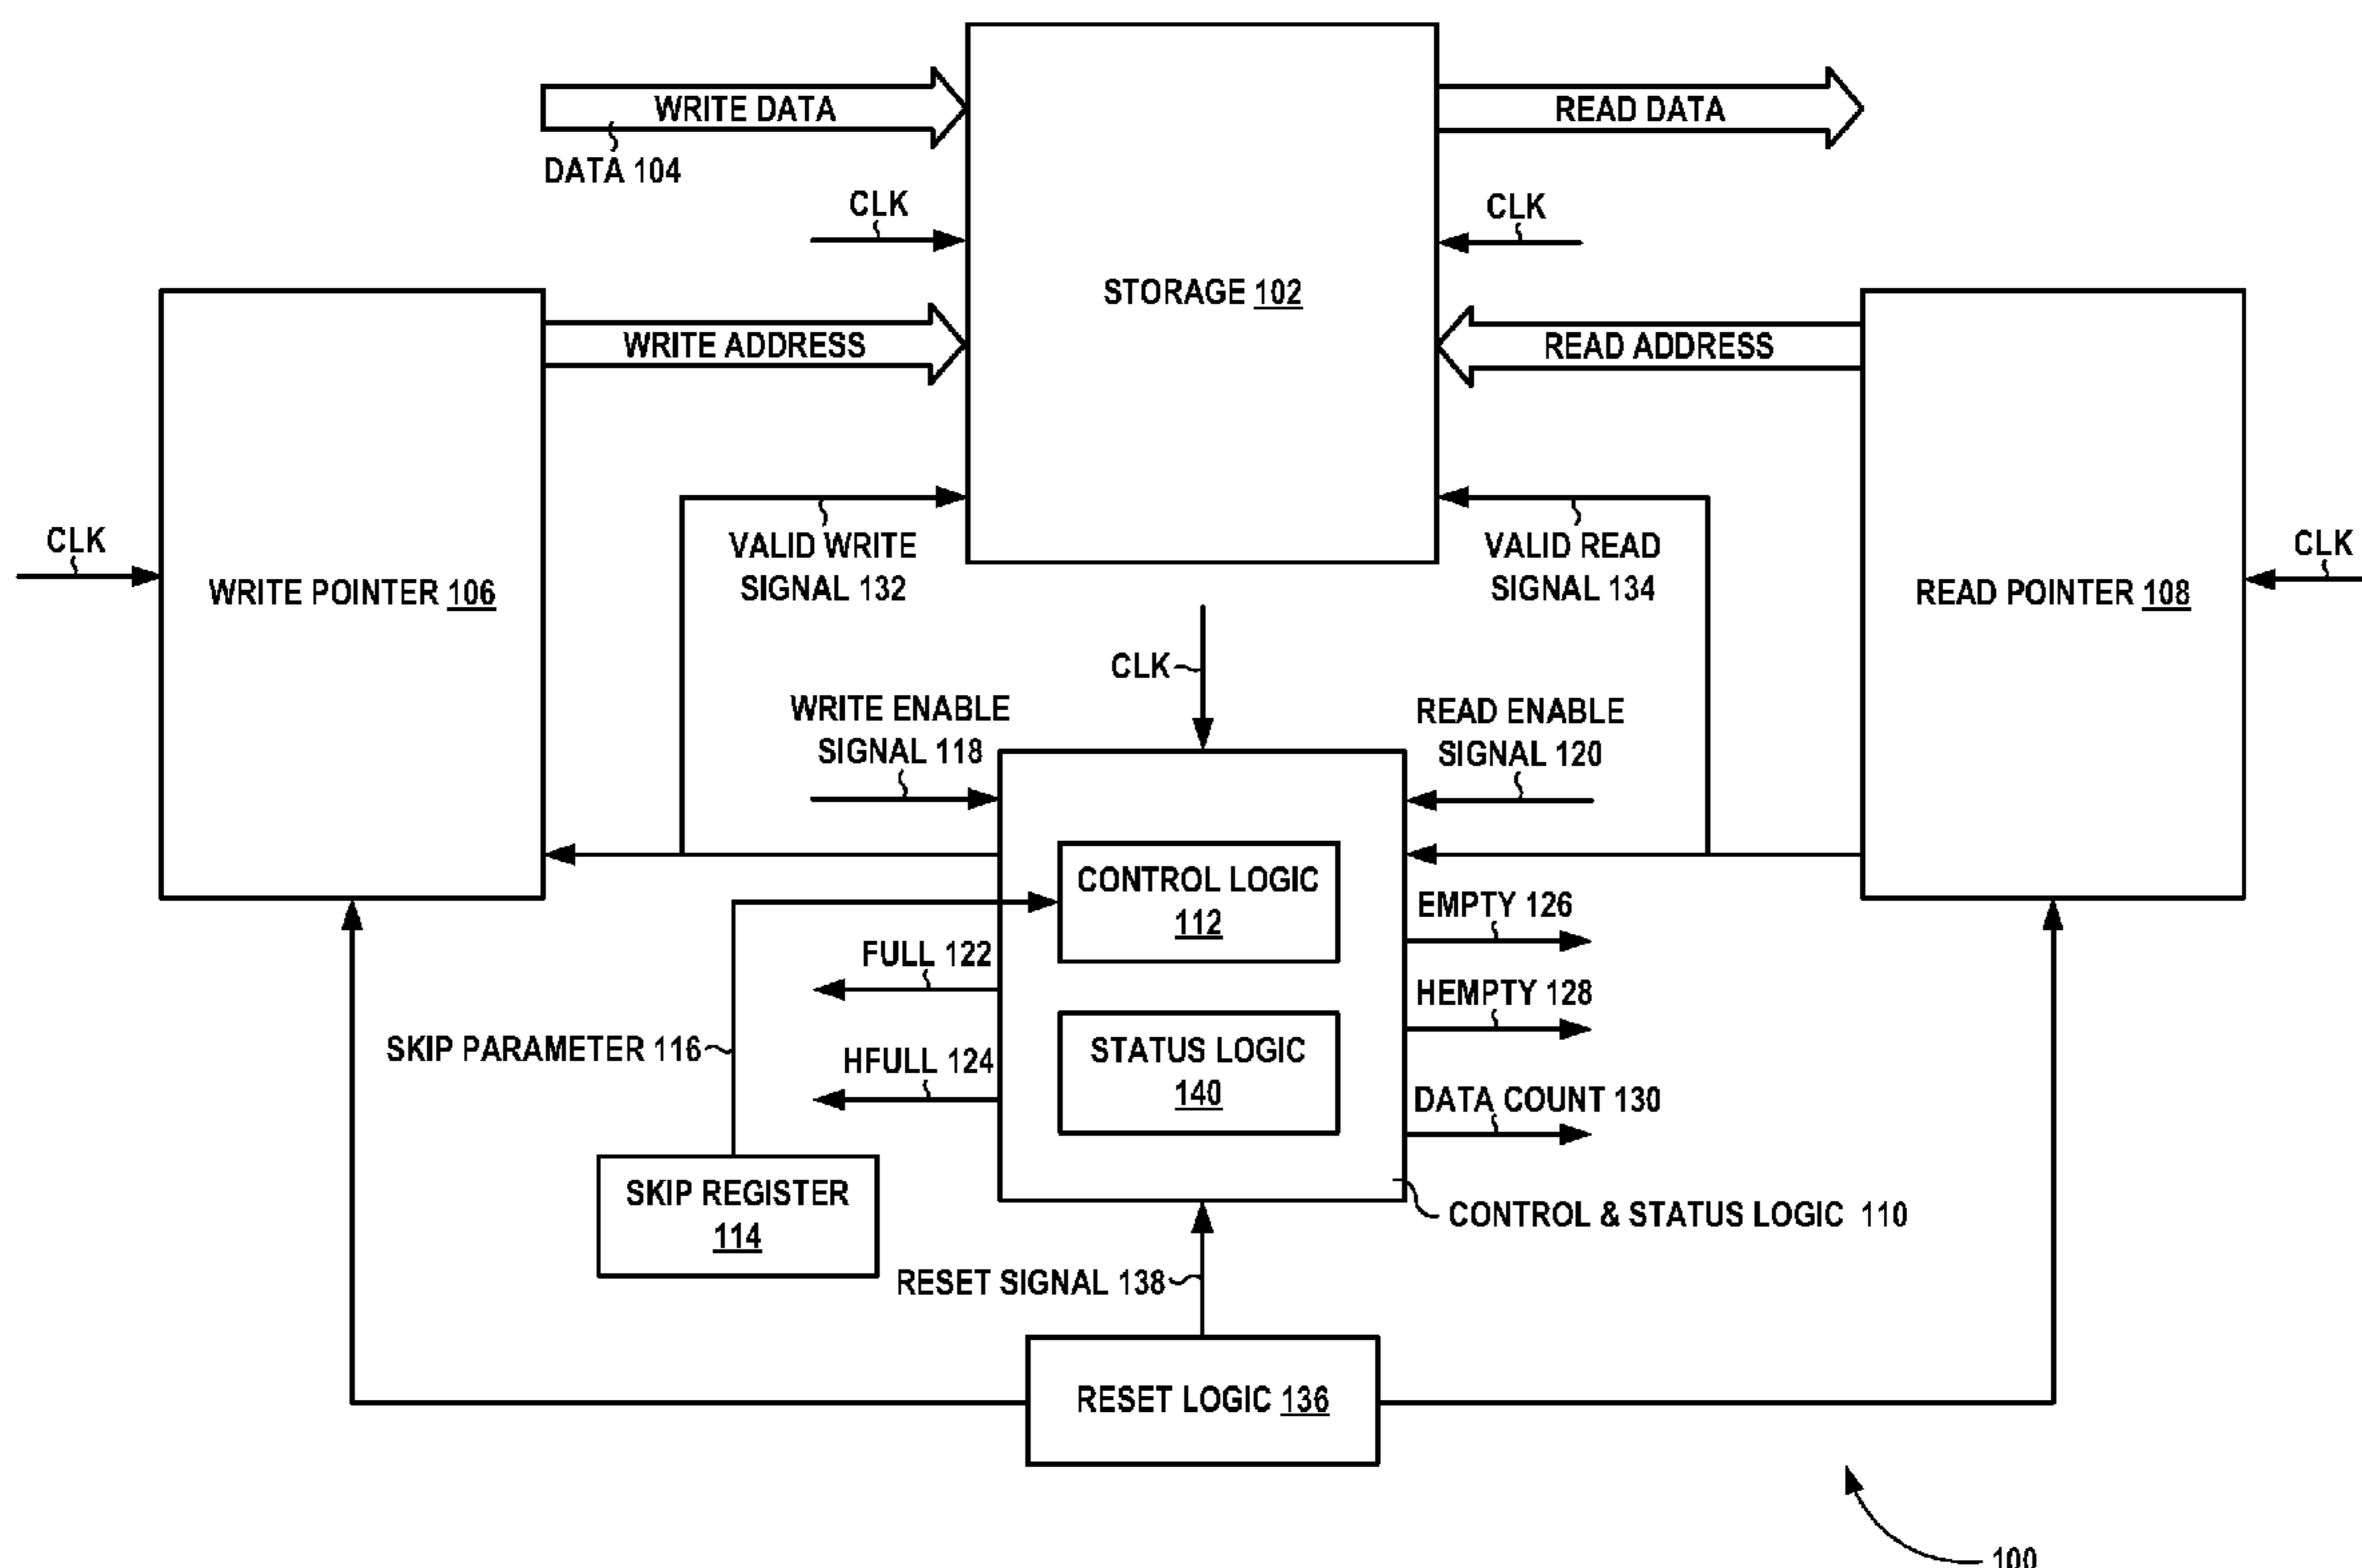 WRITE DATA
READ DATA
DATA 104
CLK
CLK
STORAGE 102
WRITE ADDRESS
READ ADDRESS
CLK
VALID WRITE
SIGNAL 132
VALID READ
SIGNAL 134
CLK
WRITE POINTER 106
READ POINTER 108
CLK
WRITE ENABLE
SIGNAL 118
READ ENABLE
SIGNAL 120
CONTROL LOGIC
112
EMPTY 126
FULL 122
HEMPTY 128
SKIP PARAMETER 116
HFULL 124
STATUS LOGIC
140
DATA COUNT 130
SKIP REGISTER
114
CONTROL & STATUS LOGIC 110
RESET SIGNAL 138
RESET LOGIC 136
100